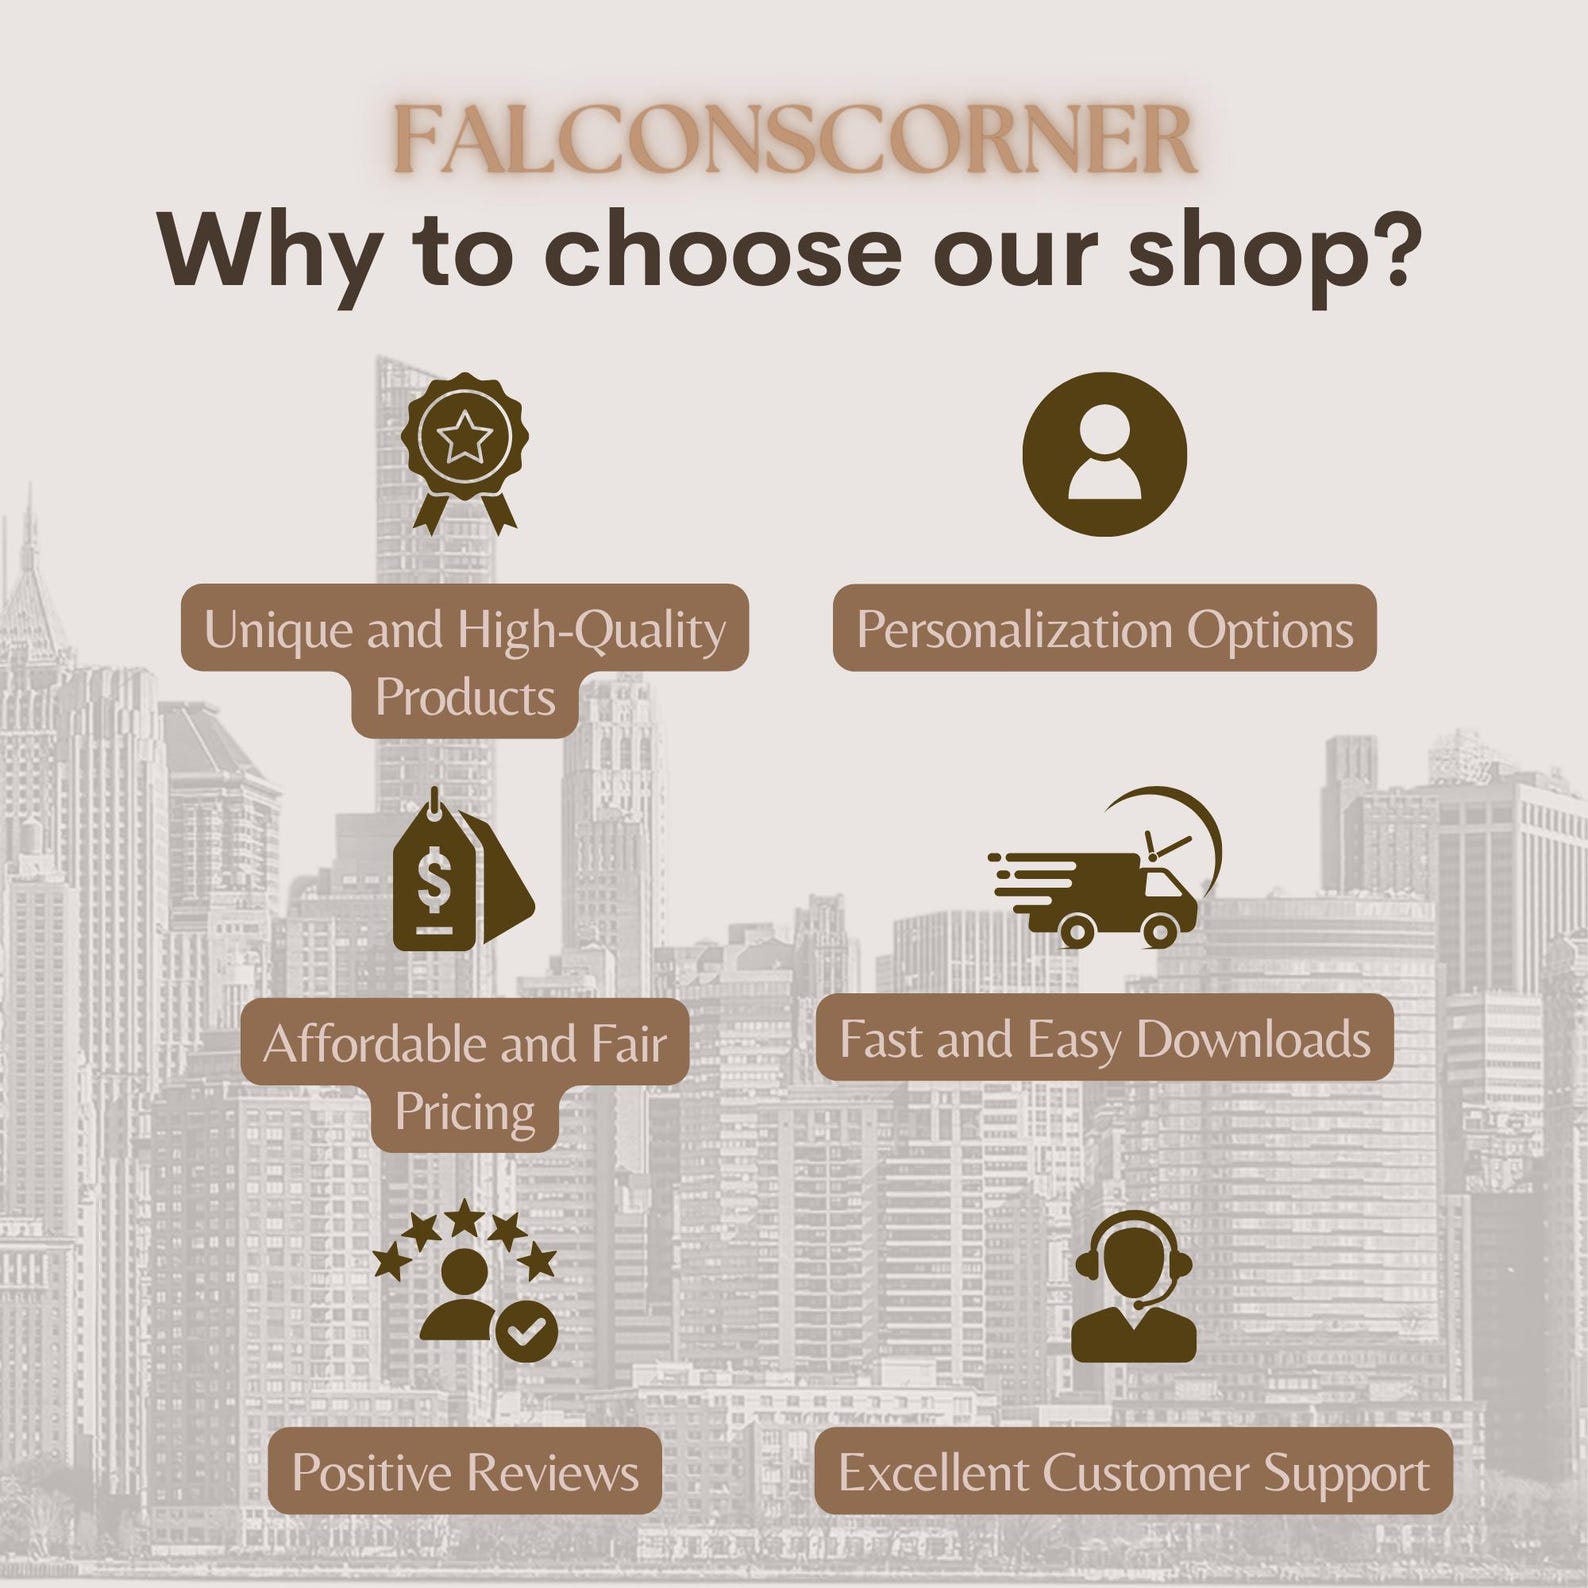 FALCONSCORNER
Why to choose our shop?
Unique and High-Quality
Products
Personalization Options
Affordable and Fair
Pricing
Fast and Easy Downloads
Positive Reviews
Excellent Customer Support